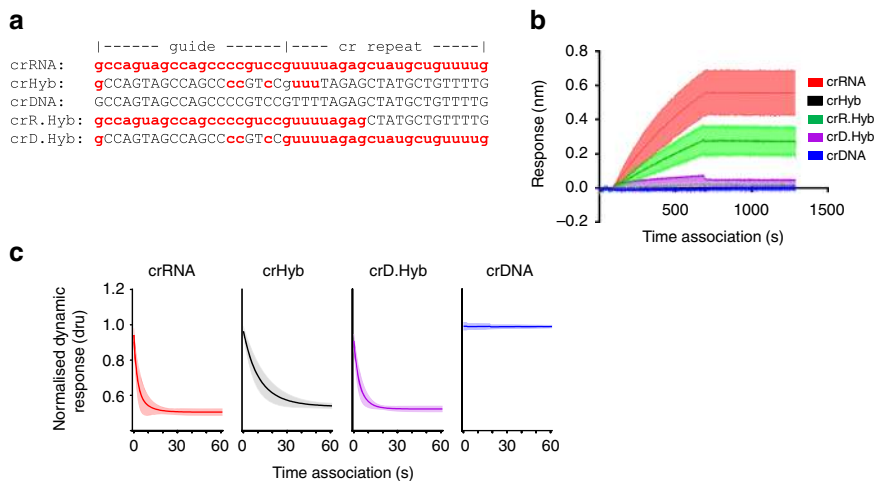 a
|------ guide ------|---- cr repeat -----|
crRNA: gccaguagccagccccguccguuuuagagcuaugcuguuuug
crHyb: gCCAGTAGCCAGCCccGTcCguuuTAGAGCTATGCTGTTTTG
crDNA: GCCAGTAGCCAGCCCCGTCCGTTTTAGAGCTATGCTGTTTTG
crR.Hyb: gccaguagccagccccguccguuuuagagCTATGCTGTTTTG
crD.Hyb: gCCAGTAGCCAGCCccGTcCguuuuagagcuaugcuguuuug
b
0.8
0.6
0.4
0.2
0.0
–0.2
Response (nm)
500
1000
1500
Time association (s)
crRNA
crHyb
crR.Hyb
crD.Hyb
crDNA
c
crRNA
crHyb
crD.Hyb
crDNA
Normalised dynamic
response (dru)
1.2
1.0
0.8
0.6
0 30 60
0 30 60
0 30 60
0 30 60
Time association (s)